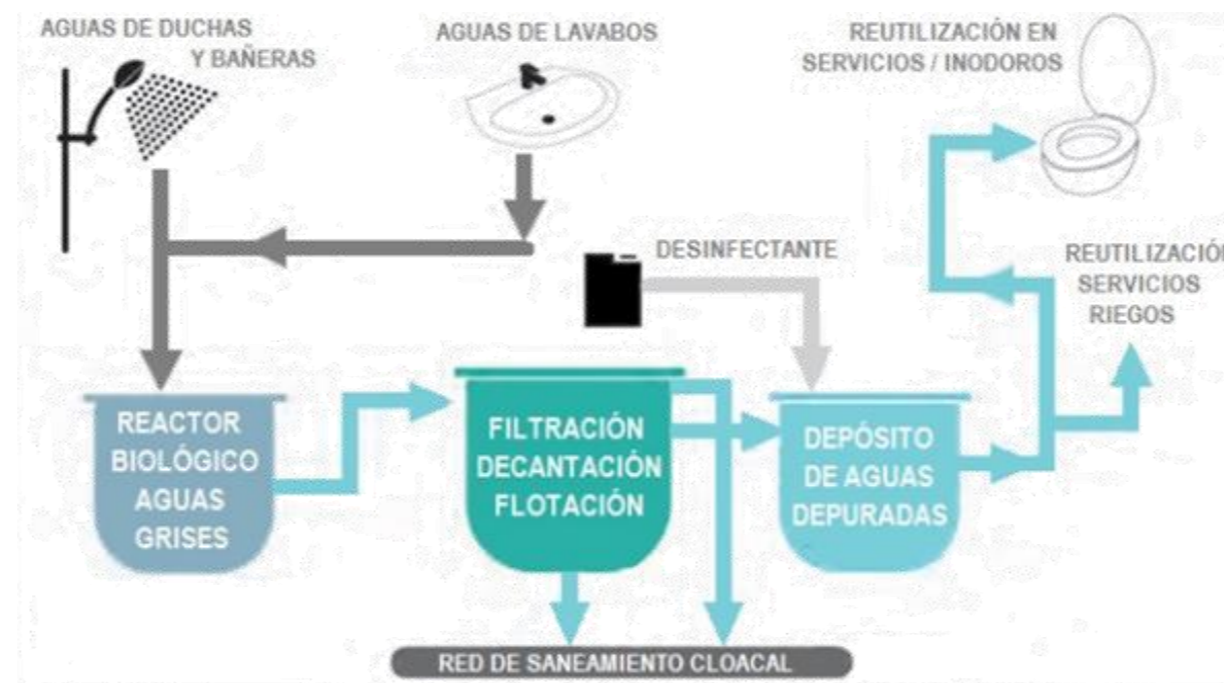 AGUAS DE DUCHAS
Y BAÑERAS
AGUAS DE LAVABOS
REUTILIZACIÓN EN
SERVICIOS / INODOROS
DESINFECTANTE
REUTILIZACIÓN
SERVICIOS
RIEGOS
REACTOR
BIOLÓGICO
AGUAS
GRISES
FILTRACIÓN
DECANTACIÓN
FLOTACIÓN
DEPÓSITO
DE AGUAS
DEPURADAS
RED DE SANEAMIENTO CLOACAL